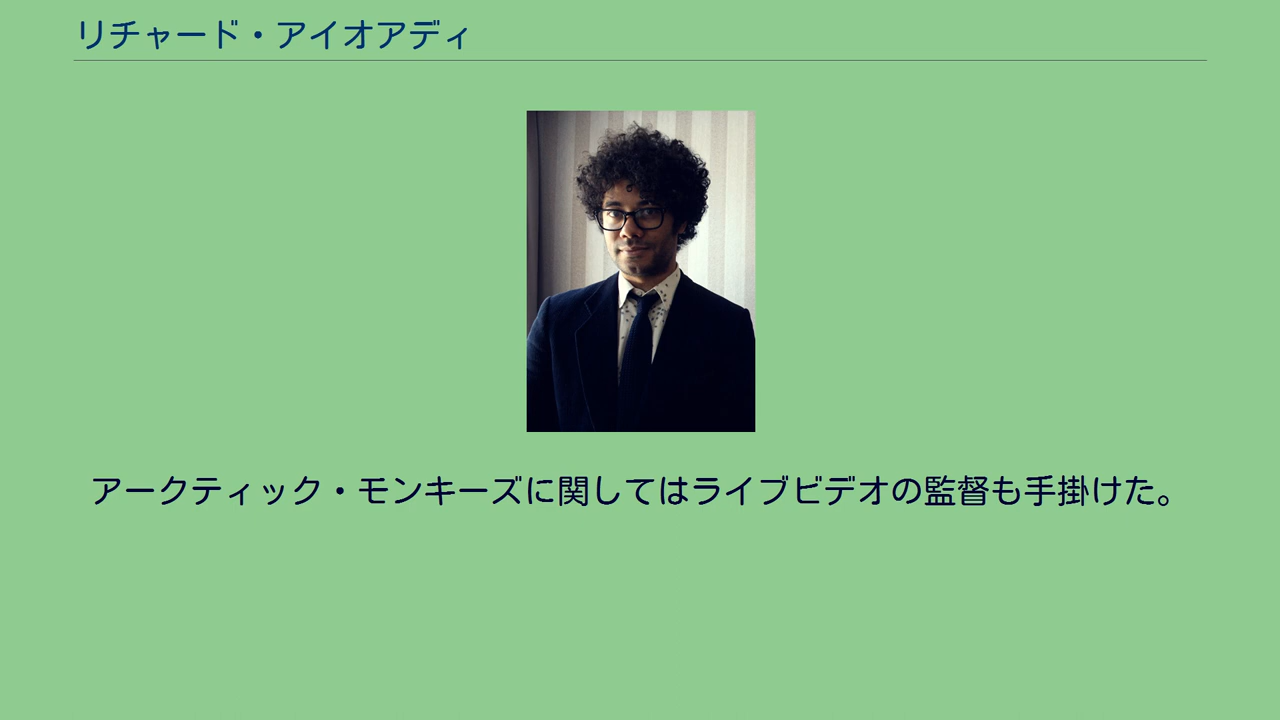 リチャード・アイオアディ
アークティック・モンキーズに関してはライブビデオの監督も手掛けた。